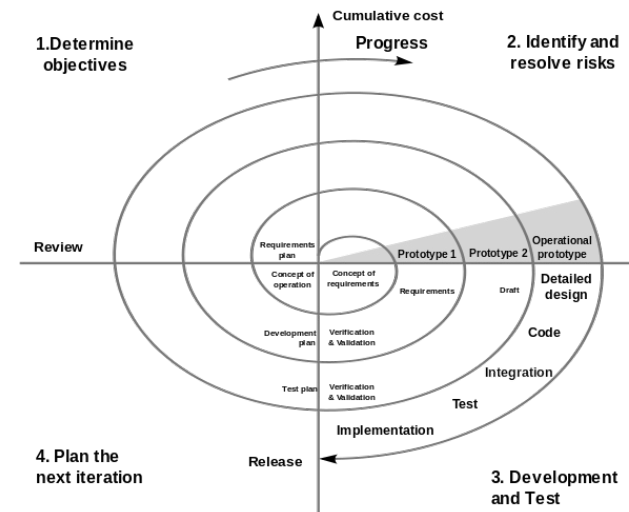 Cumulative cost
1.Determine
objectives
Progress
2. Identify and
resolve risks
Review
Requirements
plan
Prototype 1
Prototype 2
Operational
prototype
Concept of
operation
Concept of
requirements
Requirements
Draft
Detailed
design
Development
plan
Verification
& Validation
Code
Integration
Test plan
Verification
& Validation
Test
Implementation
4. Plan the
next iteration
Release
3. Development
and Test